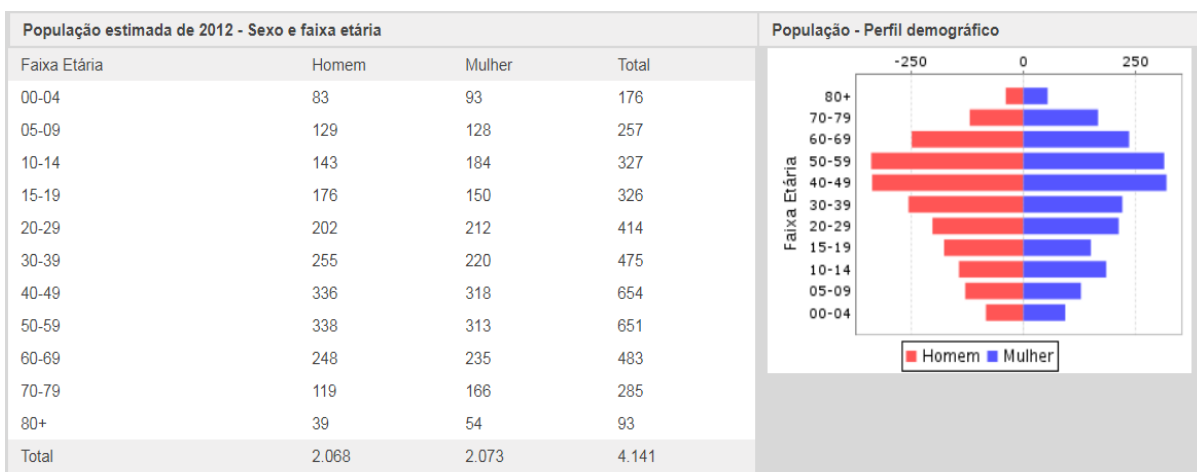 População estimada de 2012 - Sexo e faixa etária
Faixa Etária Homem Mulher Total
00-04 83 93 176
05-09 129 128 257
10-14 143 184 327
15-19 176 150 326
20-29 202 212 414
30-39 255 220 475
40-49 336 318 654
50-59 338 313 651
60-69 248 235 483
70-79 119 166 285
80+ 39 54 93
Total 2.068 2.073 4.141
População - Perfil demográfico
-250 0 250
Faixa Etária
80+
70-79
60-69
50-59
40-49
30-39
20-29
15-19
10-14
05-09
00-04
Homem Mulher